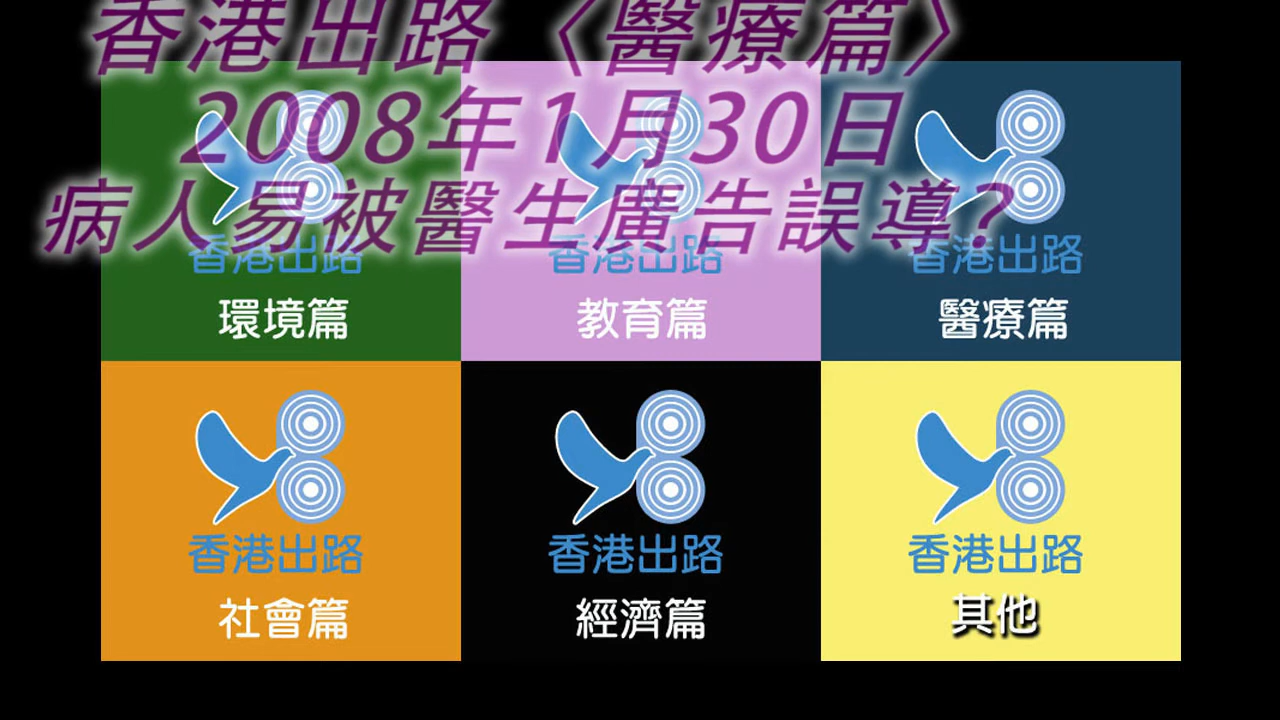 香港出路〈醫療篇〉
2008年1月30日
病人易被醫生廣告誤導?
香港出路
香港出路
香港出路
環境篇
教育篇
醫療篇
香港出路
香港出路
香港出路
社會篇
經濟篇
其他